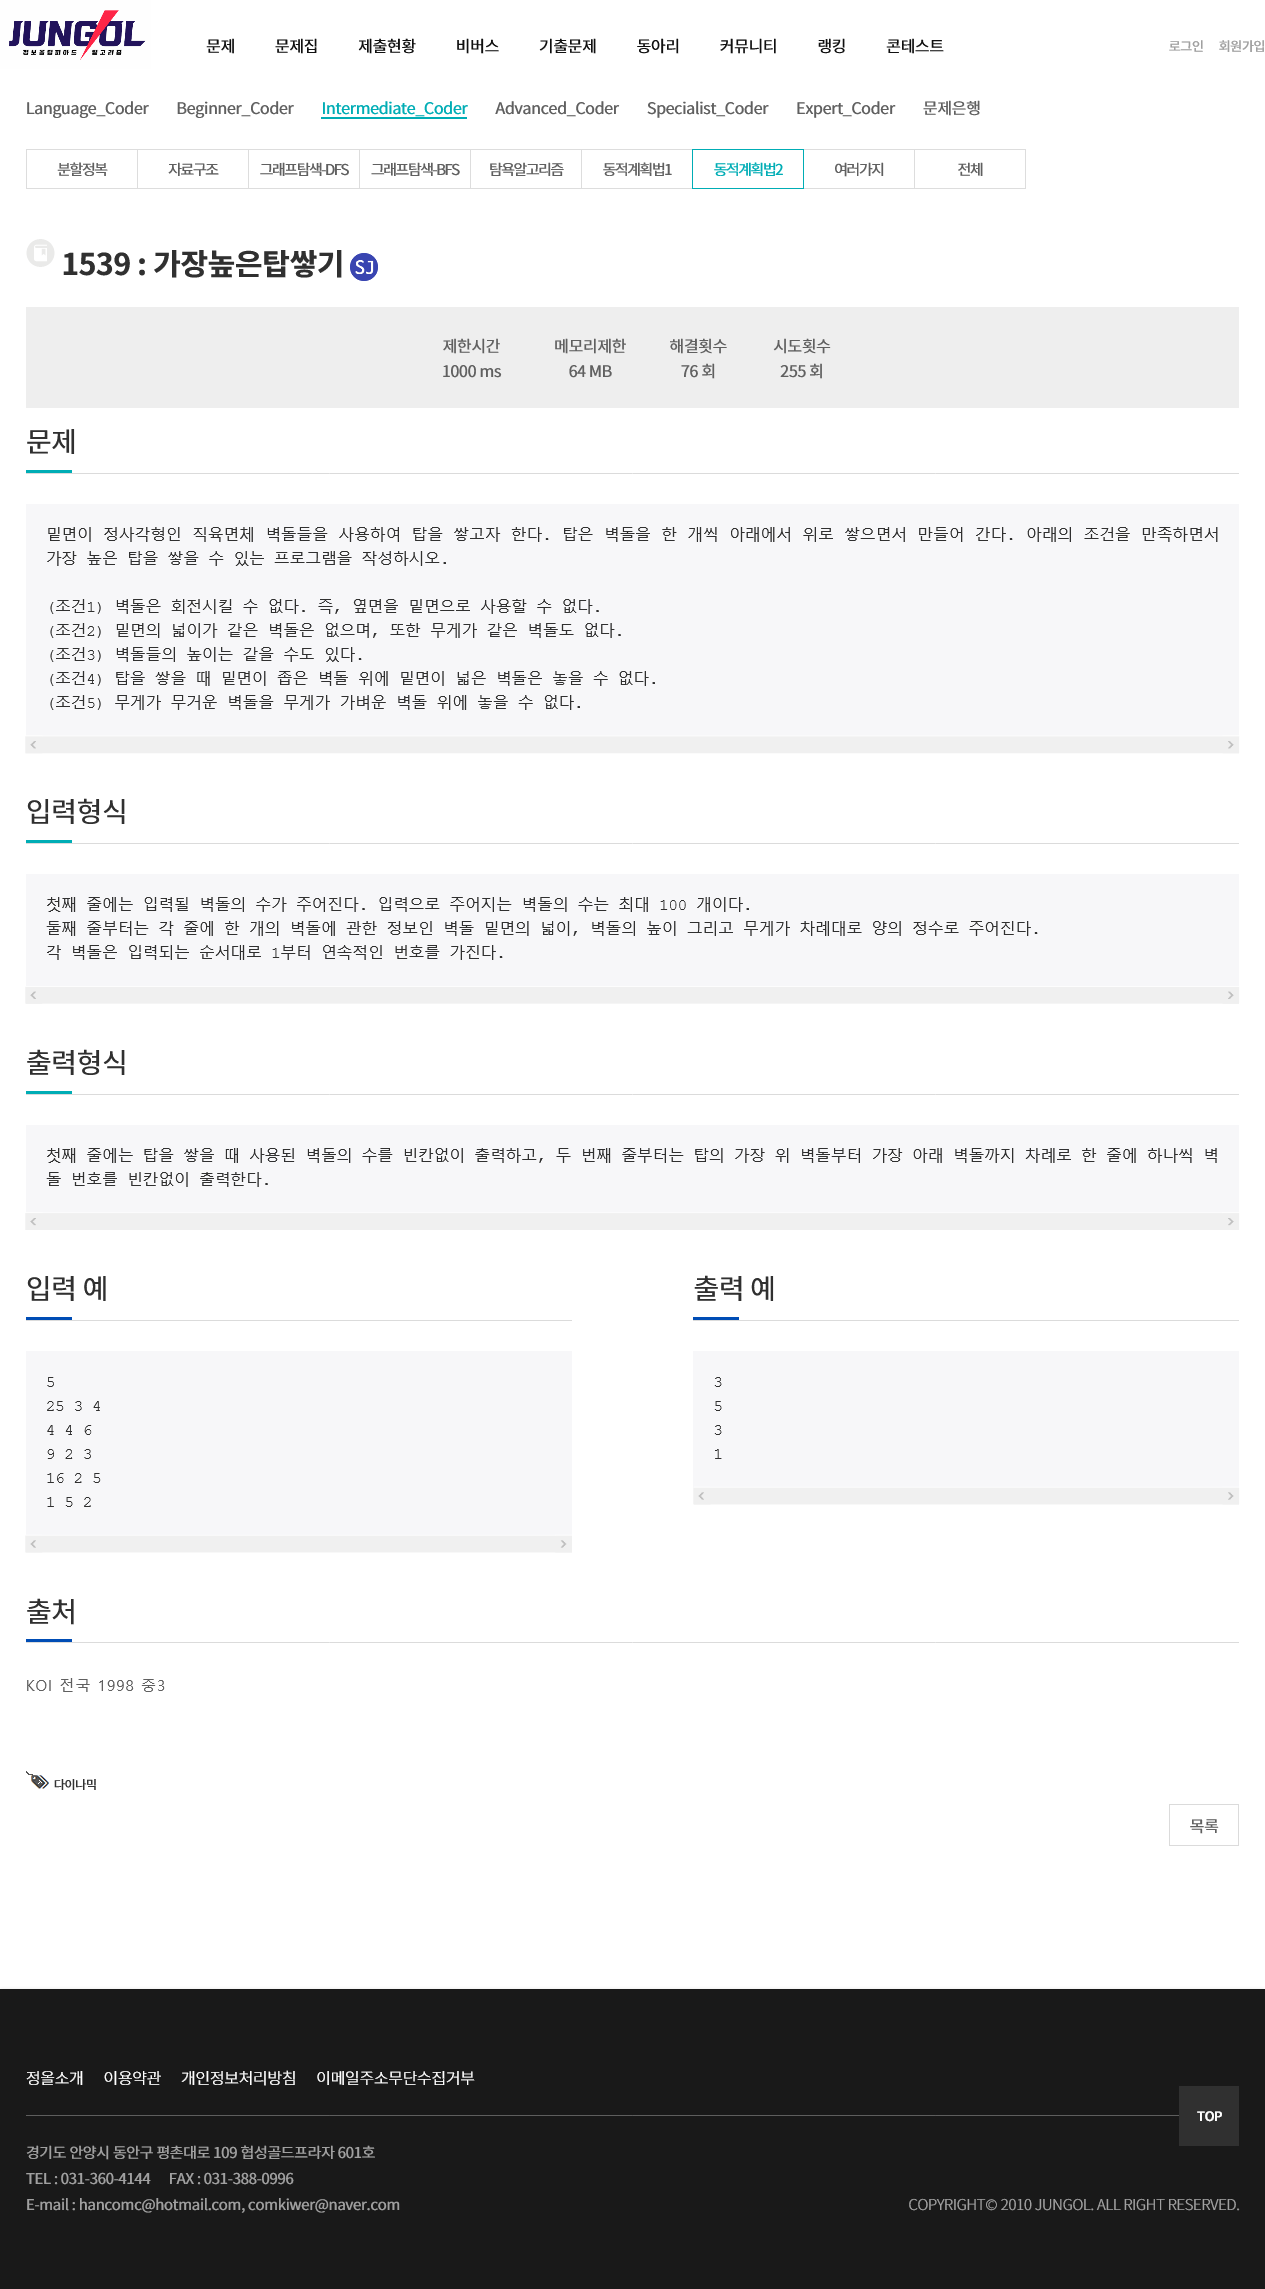 JUNGOL
정보올림피아드 알고리즘
문제 문제집 제출현황 비버스 기출문제 동아리 커뮤니티 랭킹 콘테스트 로그인 회원가입
Language_Coder Beginner_Coder Intermediate_Coder Advanced_Coder Specialist_Coder Expert_Coder 문제은행
분할정복 자료구조 그래프탐색-DFS 그래프탐색-BFS 탐욕알고리즘 동적계획법1 동적계획법2 여러가지 전체
1539 : 가장높은탑쌓기 SJ
제한시간 메모리제한 해결횟수 시도횟수
1000 ms 64 MB 76 회 255 회
문제
밑면이 정사각형인 직육면체 벽돌들을 사용하여 탑을 쌓고자 한다. 탑은 벽돌을 한 개씩 아래에서 위로 쌓으면서 만들어 간다. 아래의 조건을 만족하면서
가장 높은 탑을 쌓을 수 있는 프로그램을 작성하시오.
(조건1) 벽돌은 회전시킬 수 없다. 즉, 옆면을 밑면으로 사용할 수 없다.
(조건2) 밑면의 넓이가 같은 벽돌은 없으며, 또한 무게가 같은 벽돌도 없다.
(조건3) 벽돌들의 높이는 같을 수도 있다.
(조건4) 탑을 쌓을 때 밑면이 좁은 벽돌 위에 밑면이 넓은 벽돌은 놓을 수 없다.
(조건5) 무게가 무거운 벽돌을 무게가 가벼운 벽돌 위에 놓을 수 없다.
입력형식
첫째 줄에는 입력될 벽돌의 수가 주어진다. 입력으로 주어지는 벽돌의 수는 최대 100 개이다.
둘째 줄부터는 각 줄에 한 개의 벽돌에 관한 정보인 벽돌 밑면의 넓이, 벽돌의 높이 그리고 무게가 차례대로 양의 정수로 주어진다.
각 벽돌은 입력되는 순서대로 1부터 연속적인 번호를 가진다.
출력형식
첫째 줄에는 탑을 쌓을 때 사용된 벽돌의 수를 빈칸없이 출력하고, 두 번째 줄부터는 탑의 가장 위 벽돌부터 가장 아래 벽돌까지 차례로 한 줄에 하나씩 벽
돌 번호를 빈칸없이 출력한다.
입력 예
5
25 3 4
4 4 6
9 2 3
16 2 5
1 5 2
출력 예
3
5
3
1
출처
KOI 전국 1998 중3
다이나믹
목록
정올소개 이용약관 개인정보처리방침 이메일주소무단수집거부
TOP
경기도 안양시 동안구 평촌대로 109 협성골드프라자 601호
TEL : 031-360-4144 FAX : 031-388-0996
E-mail : hancomc@hotmail.com, comkiwer@naver.com
COPYRIGHT© 2010 JUNGOL. ALL RIGHT RESERVED.